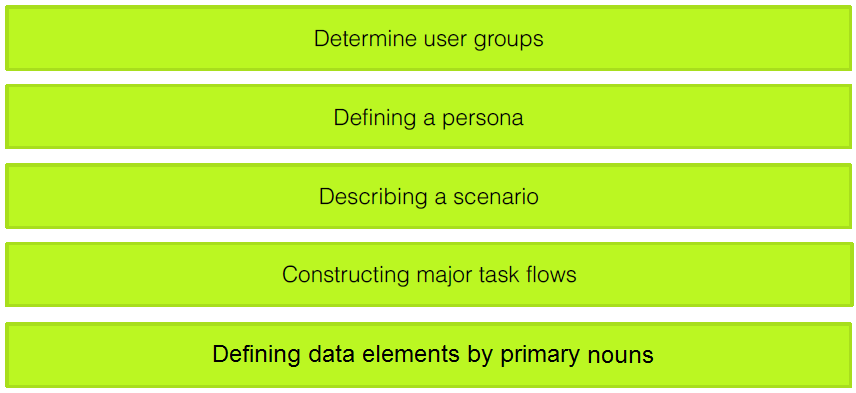 Determine user groups
Defining a persona
Describing a scenario
Constructing major task flows
Defining data elements by primary nouns